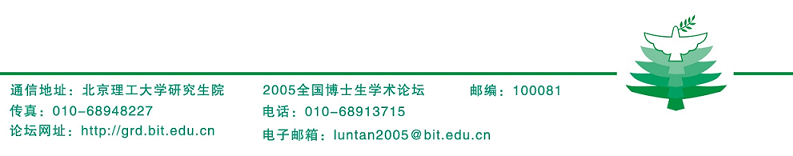 通信地址：北京理工大学研究生院 2005全国博士生学术论坛 邮编：100081
传真：010-68948227 电话：010-68913715
论坛网址：http://grd.bit.edu.cn 电子邮箱：luntan2005@bit.edu.cn